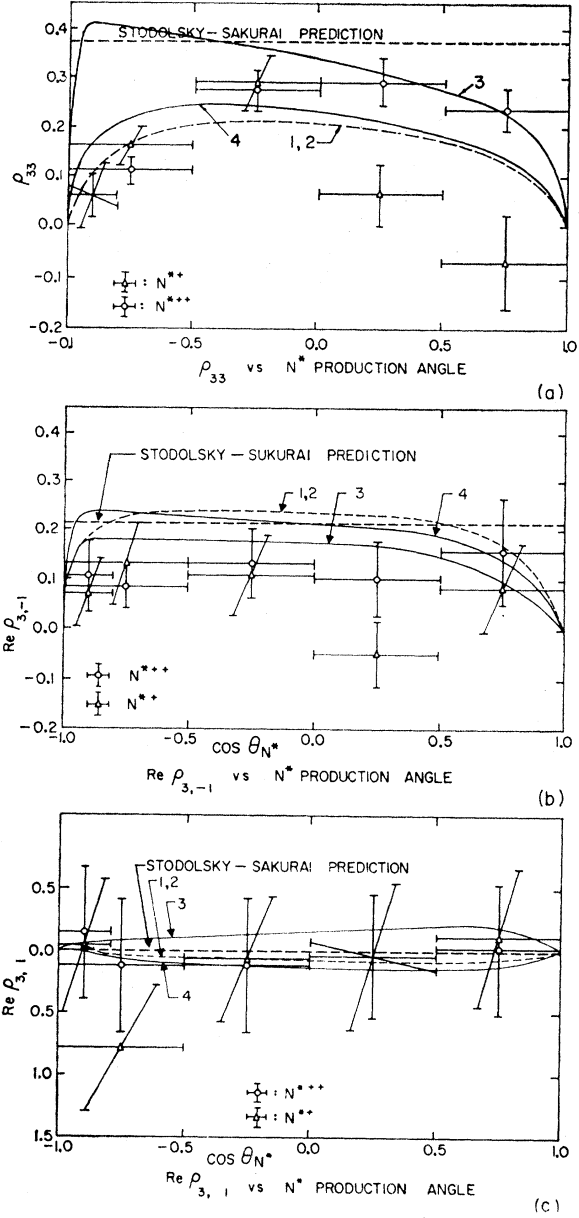 STODOLSKY – SAKURAI PREDICTION
0.4
0.3
0.2
0.1
0.0
-0.1
-0.2
ρ33
3
4
1,2
: N*+
: N*++
-0.1 -0.5 0.0 0.5 1.0
ρ33 vs N* PRODUCTION ANGLE
(a)
STODOLSKY – SUKURAI PREDICTION
0.4
0.3
0.2
0.1
0.0
-0.1
-0.2
Re ρ3,-1
1,2 3 4
N*++
N*+
-1.0 -0.5 0.0 0.5 1.0
COS θN*
Re ρ3,-1 vs N* PRODUCTION ANGLE
(b)
STODOLSKY – SAKURAI PREDICTION
1,2
3
4
0.5
0.0
0.5
1.0
1.5
Re ρ3, 1
: N*++
: N*+
-1.0 -0.5 0.0 0.5 1.0
COS θN*
Re ρ3, 1 vs N* PRODUCTION ANGLE
(c)